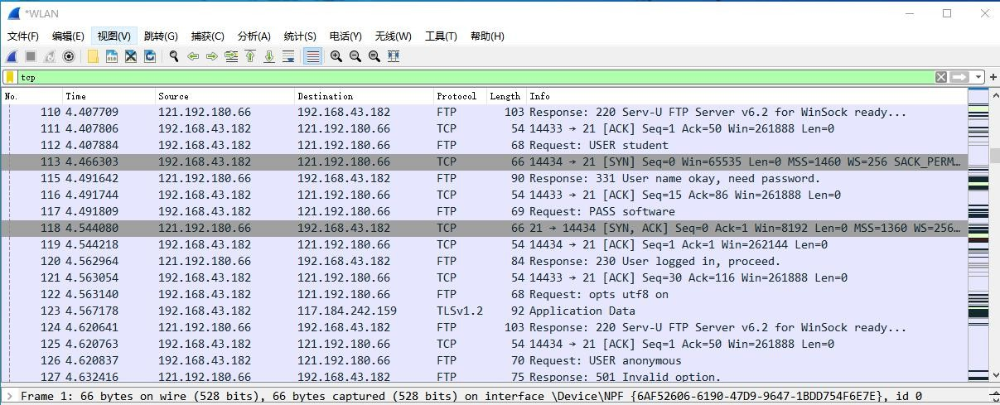 *WLAN
文件(F) 编辑(E) 视图(V) 跳转(G) 捕获(C) 分析(A) 统计(S) 电话(Y) 无线(W) 工具(T) 帮助(H)
tcp
No. Time Source Destination Protocol Length Info
110 4.407709 121.192.180.66 192.168.43.182 FTP 103 Response: 220 Serv-U FTP Server v6.2 for WinSock ready...
111 4.407806 192.168.43.182 121.192.180.66 TCP 54 14433 → 21 [ACK] Seq=1 Ack=50 Win=261888 Len=0
112 4.407884 192.168.43.182 121.192.180.66 FTP 68 Request: USER student
113 4.466303 192.168.43.182 121.192.180.66 TCP 66 14434 → 21 [SYN] Seq=0 Win=65535 Len=0 MSS=1460 WS=256 SACK_PERM…
115 4.491642 121.192.180.66 192.168.43.182 FTP 90 Response: 331 User name okay, need password.
116 4.491744 192.168.43.182 121.192.180.66 TCP 54 14433 → 21 [ACK] Seq=15 Ack=86 Win=261888 Len=0
117 4.491809 192.168.43.182 121.192.180.66 FTP 69 Request: PASS software
118 4.544080 121.192.180.66 192.168.43.182 TCP 66 21 → 14434 [SYN, ACK] Seq=0 Ack=1 Win=8192 Len=0 MSS=1360 WS=256…
119 4.544218 192.168.43.182 121.192.180.66 TCP 54 14434 → 21 [ACK] Seq=1 Ack=1 Win=262144 Len=0
120 4.562964 121.192.180.66 192.168.43.182 FTP 84 Response: 230 User logged in, proceed.
121 4.563054 192.168.43.182 121.192.180.66 TCP 54 14433 → 21 [ACK] Seq=30 Ack=116 Win=261888 Len=0
122 4.563140 192.168.43.182 121.192.180.66 FTP 68 Request: opts utf8 on
123 4.567178 192.168.43.182 117.184.242.159 TLSv1.2 92 Application Data
124 4.620641 121.192.180.66 192.168.43.182 FTP 103 Response: 220 Serv-U FTP Server v6.2 for WinSock ready...
125 4.620763 192.168.43.182 121.192.180.66 TCP 54 14434 → 21 [ACK] Seq=1 Ack=50 Win=261888 Len=0
126 4.620837 192.168.43.182 121.192.180.66 FTP 70 Request: USER anonymous
127 4.632416 121.192.180.66 192.168.43.182 FTP 75 Response: 501 Invalid option.
Frame 1: 66 bytes on wire (528 bits), 66 bytes captured (528 bits) on interface \Device\NPF_{6AF52606-6190-47D9-9647-1BDD754F6E7E}, id 0